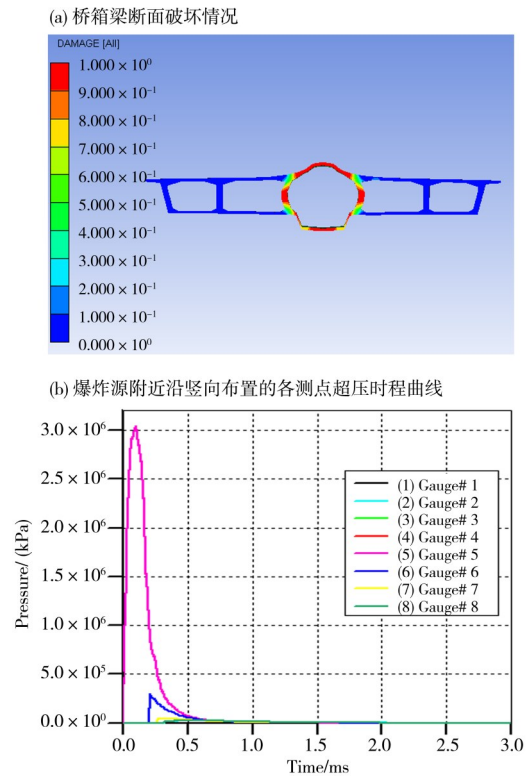 (a) 桥箱梁断面破坏情况
DAMAGE [All]
1.000 × 10⁰
9.000 × 10⁻¹
8.000 × 10⁻¹
7.000 × 10⁻¹
6.000 × 10⁻¹
5.000 × 10⁻¹
4.000 × 10⁻¹
3.000 × 10⁻¹
2.000 × 10⁻¹
1.000 × 10⁻¹
0.000 × 10⁰
(b) 爆炸源附近沿竖向布置的各测点超压时程曲线
3.0 × 10⁶
2.5 × 10⁶
2.0 × 10⁶
1.5 × 10⁶
1.0 × 10⁶
5.0 × 10⁵
0.0 × 10⁰
Pressure/ (kPa)
(1) Gauge# 1
(2) Gauge# 2
(3) Gauge# 3
(4) Gauge# 4
(5) Gauge# 5
(6) Gauge# 6
(7) Gauge# 7
(8) Gauge# 8
0.0 0.5 1.0 1.5 2.0 2.5 3.0
Time/ms